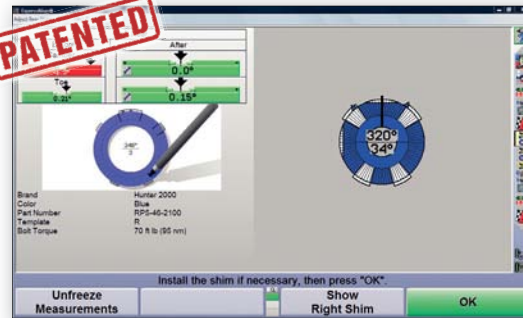 PATENTED
After
0.0°
Toe
0.21°
0.15°
320°
34°
Brand Hunter 2000
Color Blue
Part Number RP5-46-2100
Template R
Bolt Torque 70 ft lb (95 nm)
Install the shim if necessary, then press "OK".
Unfreeze
Measurements
Show
Right Shim
OK